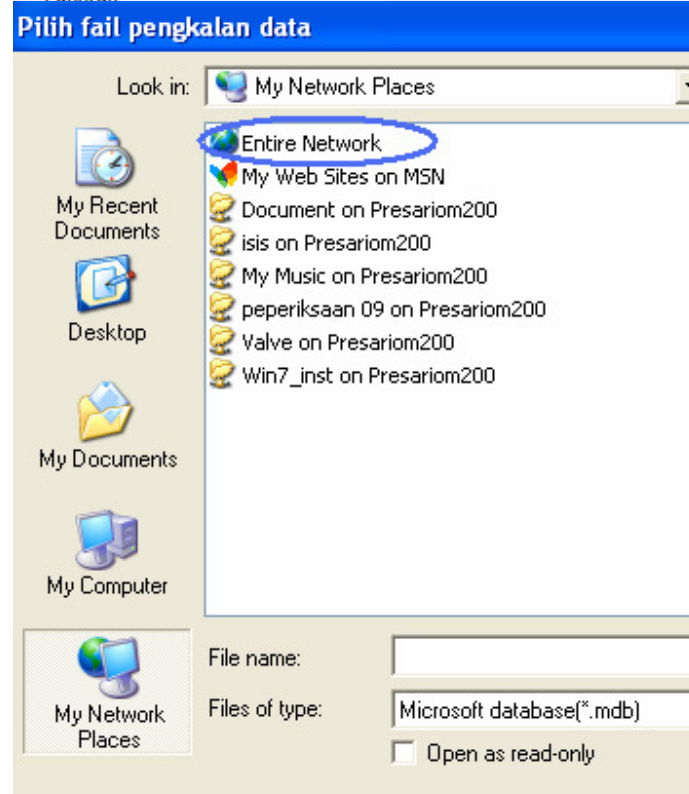 Pilih fail pengkalan data
Look in:
My Network Places
Entire Network
My Web Sites on MSN
Document on Presariom200
isis on Presariom200
My Music on Presariom200
peperiksaan 09 on Presariom200
Valve on Presariom200
Win7_inst on Presariom200
My Recent
Documents
Desktop
My Documents
My Computer
My Network
Places
File name:
Files of type:
Microsoft database(*.mdb)
Open as read-only